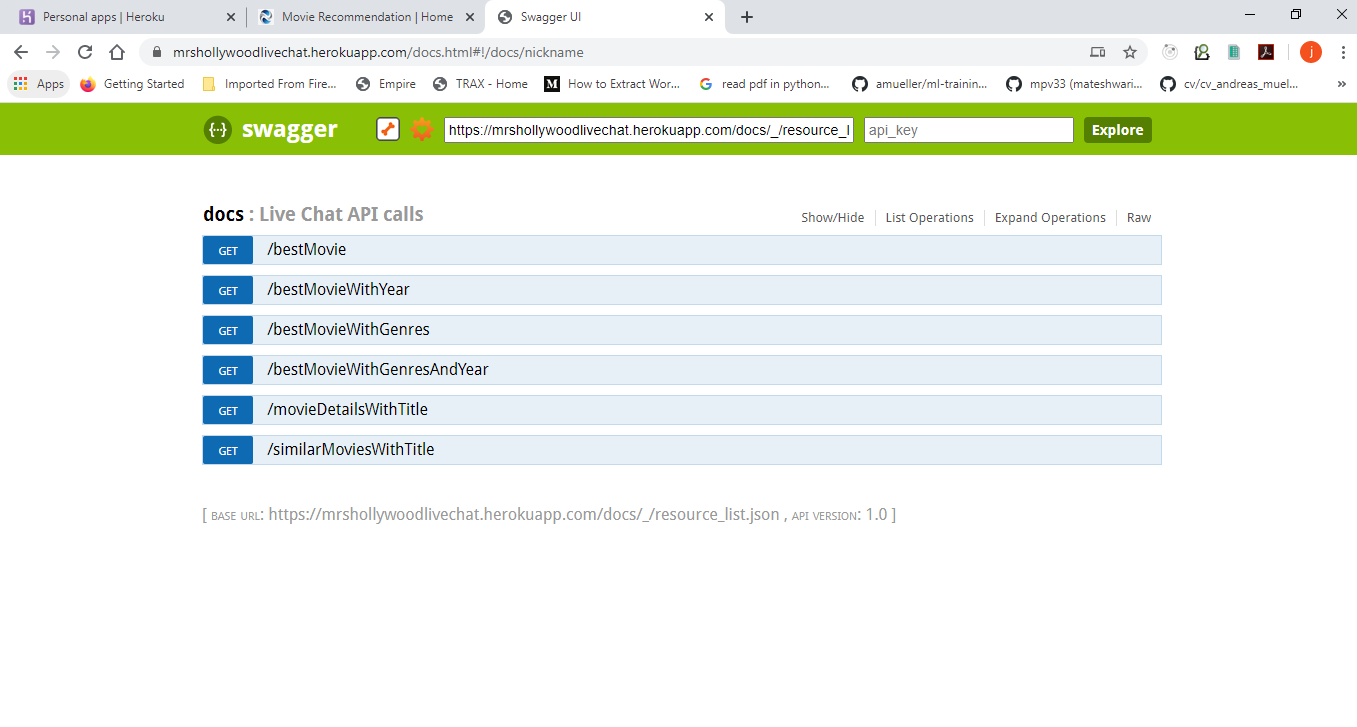 Personal apps | Heroku
Movie Recommendation | Home
Swagger UI
mrshollywoodlivechat.herokuapp.com/docs.html#!/docs/nickname
j
Apps
Getting Started
Imported From Fire...
Empire
TRAX - Home
M
How to Extract Wor...
G
read pdf in python...
amueller/ml-trainin...
mpv33 (mateshwari...
cv/cv_andreas_muel...
»
{··} swagger
https://mrshollywoodlivechat.herokuapp.com/docs/_/resource_l
api_key
Explore
docs : Live Chat API calls
Show/Hide
List Operations
Expand Operations
Raw
GET /bestMovie
GET /bestMovieWithYear
GET /bestMovieWithGenres
GET /bestMovieWithGenresAndYear
GET /movieDetailsWithTitle
GET /similarMoviesWithTitle
[ BASE URL: https://mrshollywoodlivechat.herokuapp.com/docs/_/resource_list.json , API VERSION: 1.0 ]